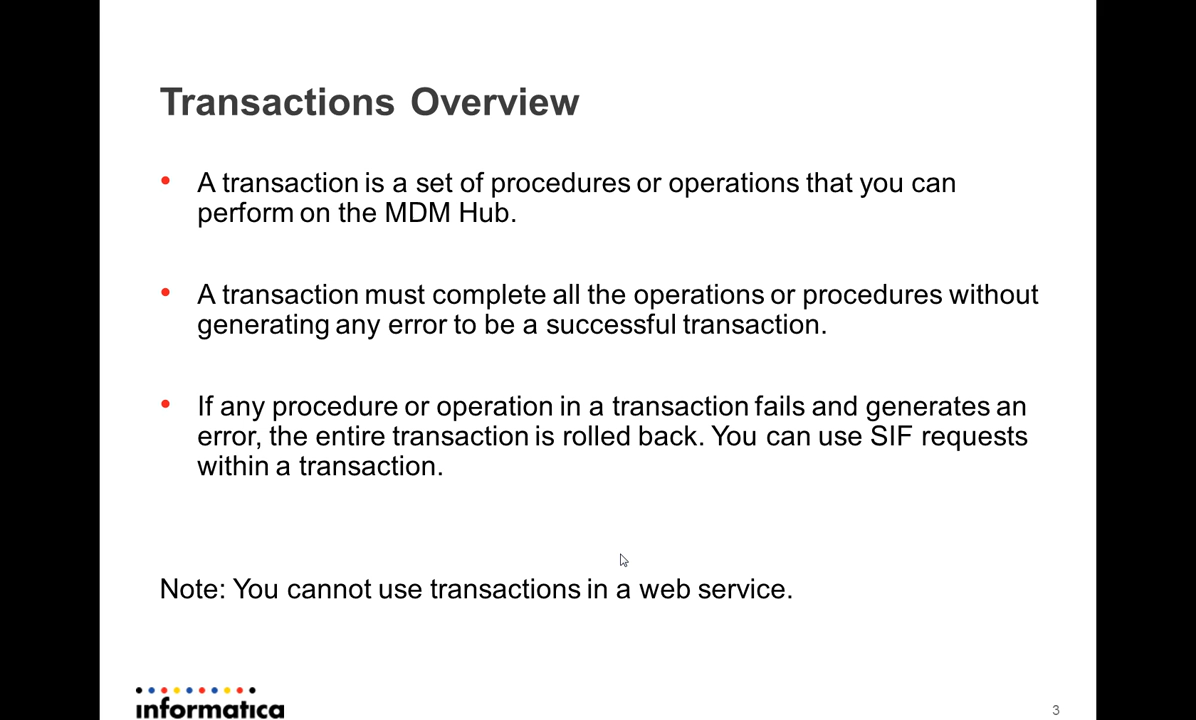 Transactions Overview
• A transaction is a set of procedures or operations that you can
perform on the MDM Hub.
• A transaction must complete all the operations or procedures without
generating any error to be a successful transaction.
• If any procedure or operation in a transaction fails and generates an
error, the entire transaction is rolled back. You can use SIF requests
within a transaction.
Note: You cannot use transactions in a web service.
informatica
3